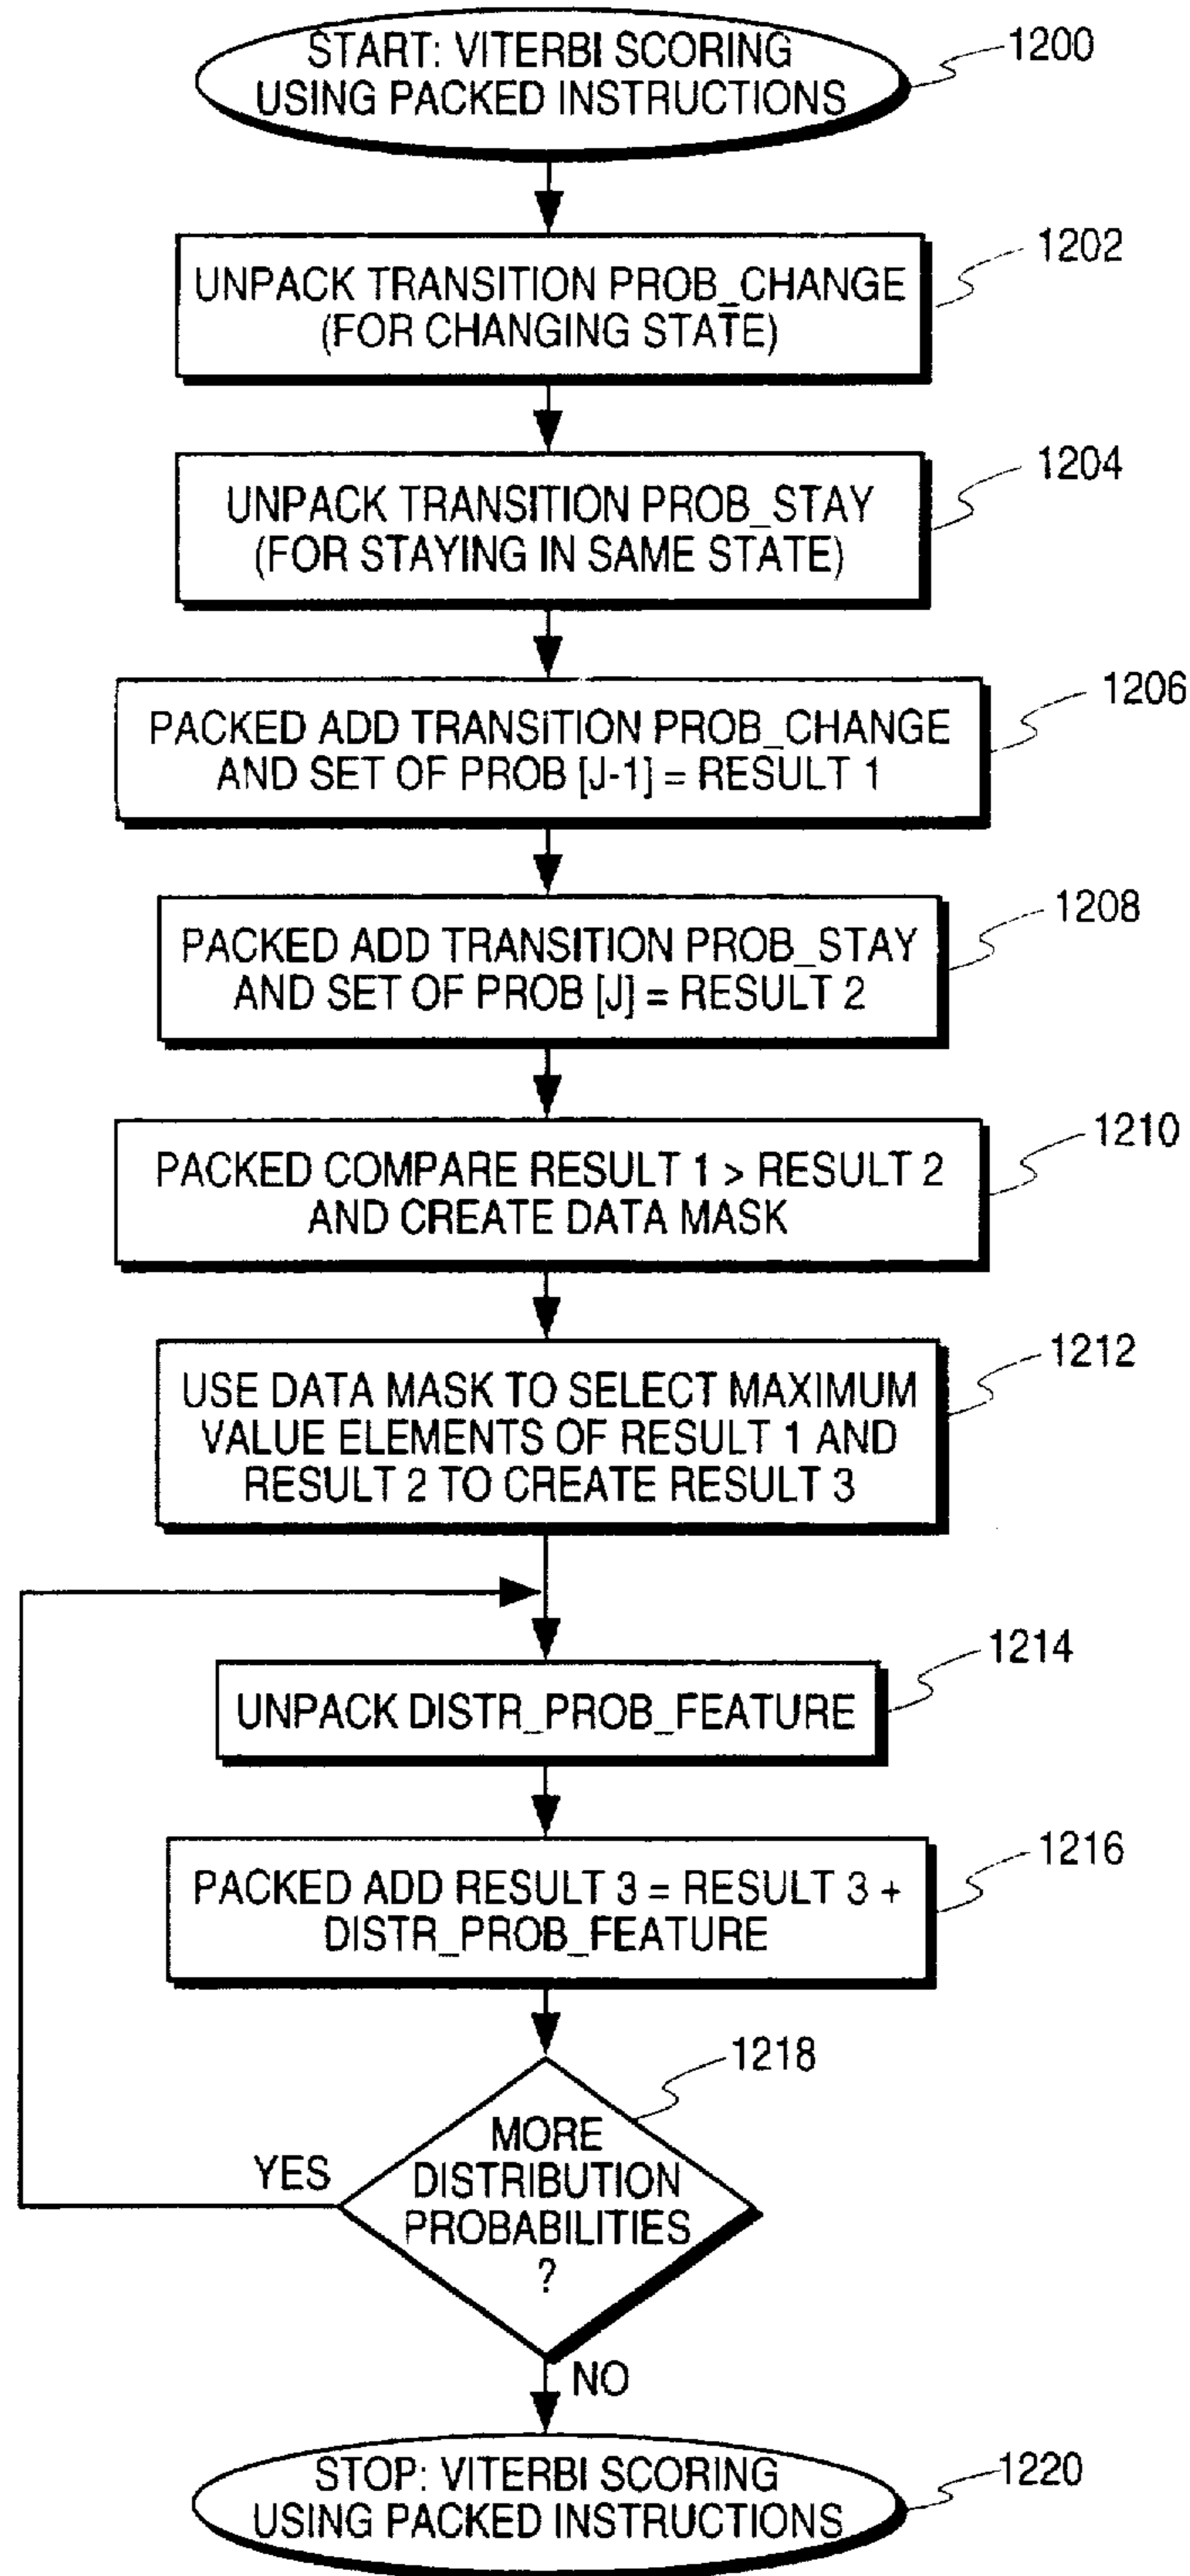 START: VITERBI SCORING
USING PACKED INSTRUCTIONS
1200
UNPACK TRANSITION PROB_CHANGE
(FOR CHANGING STATE)
1202
UNPACK TRANSITION PROB_STAY
(FOR STAYING IN SAME STATE)
1204
PACKED ADD TRANSITION PROB_CHANGE
AND SET OF PROB [J-1] = RESULT 1
1206
PACKED ADD TRANSITION PROB_STAY
AND SET OF PROB [J] = RESULT 2
1208
PACKED COMPARE RESULT 1 > RESULT 2
AND CREATE DATA MASK
1210
USE DATA MASK TO SELECT MAXIMUM
VALUE ELEMENTS OF RESULT 1 AND
RESULT 2 TO CREATE RESULT 3
1212
UNPACK DISTR_PROB_FEATURE
1214
PACKED ADD RESULT 3 = RESULT 3 +
DISTR_PROB_FEATURE
1216
MORE
DISTRIBUTION
PROBABILITIES
?
1218
YES
NO
STOP: VITERBI SCORING
USING PACKED INSTRUCTIONS
1220